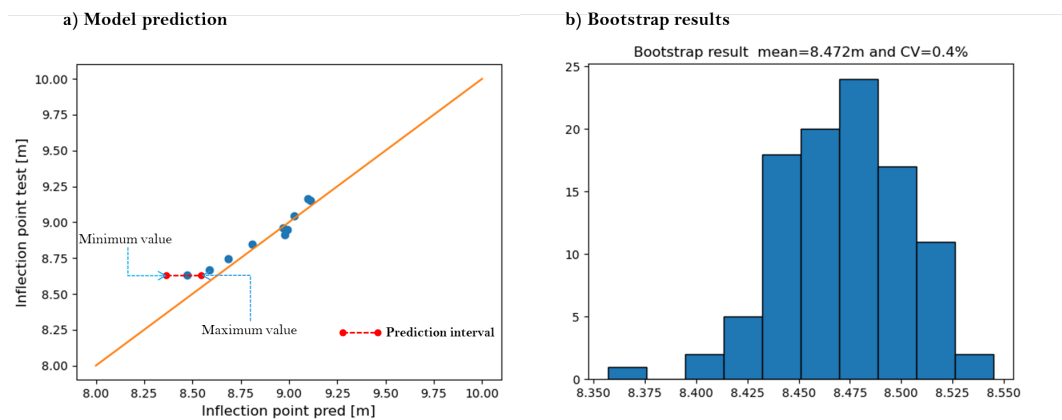 a) Model prediction
10.00
9.75
9.50
9.25
9.00
8.75
8.50
8.25
8.00
Inflection point test [m]
Minimum value
Maximum value
Prediction interval
8.00 8.25 8.50 8.75 9.00 9.25 9.50 9.75 10.00
Inflection point pred [m]
b) Bootstrap results
Bootstrap result mean=8.472m and CV=0.4%
25
20
15
10
5
0
8.350 8.375 8.400 8.425 8.450 8.475 8.500 8.525 8.550